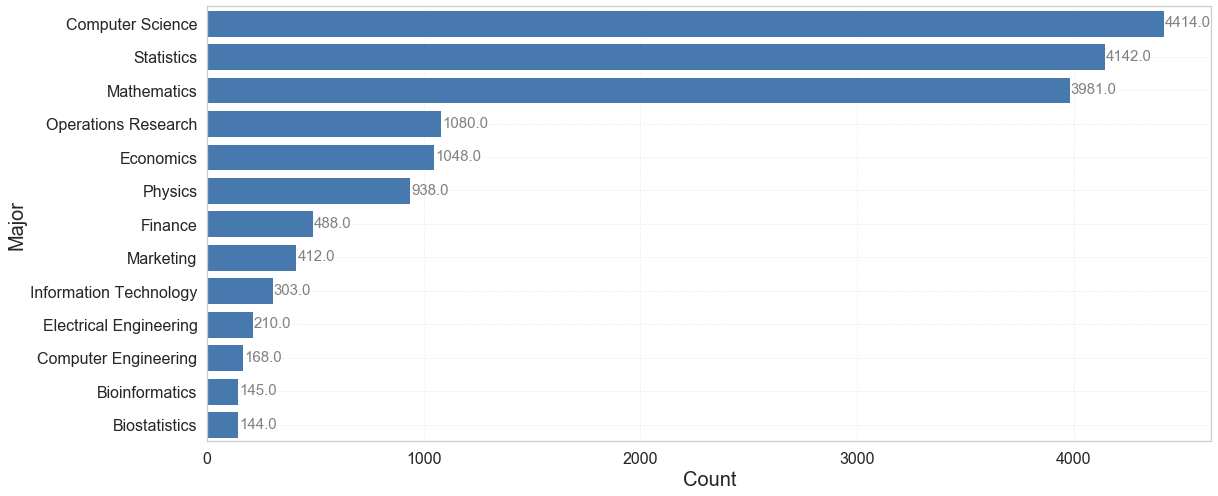 Computer Science 4414.0
Statistics 4142.0
Mathematics 3981.0
Operations Research 1080.0
Economics 1048.0
Physics 938.0
Finance 488.0
Marketing 412.0
Information Technology 303.0
Electrical Engineering 210.0
Computer Engineering 168.0
Bioinformatics 145.0
Biostatistics 144.0
Major
0 1000 2000 3000 4000
Count